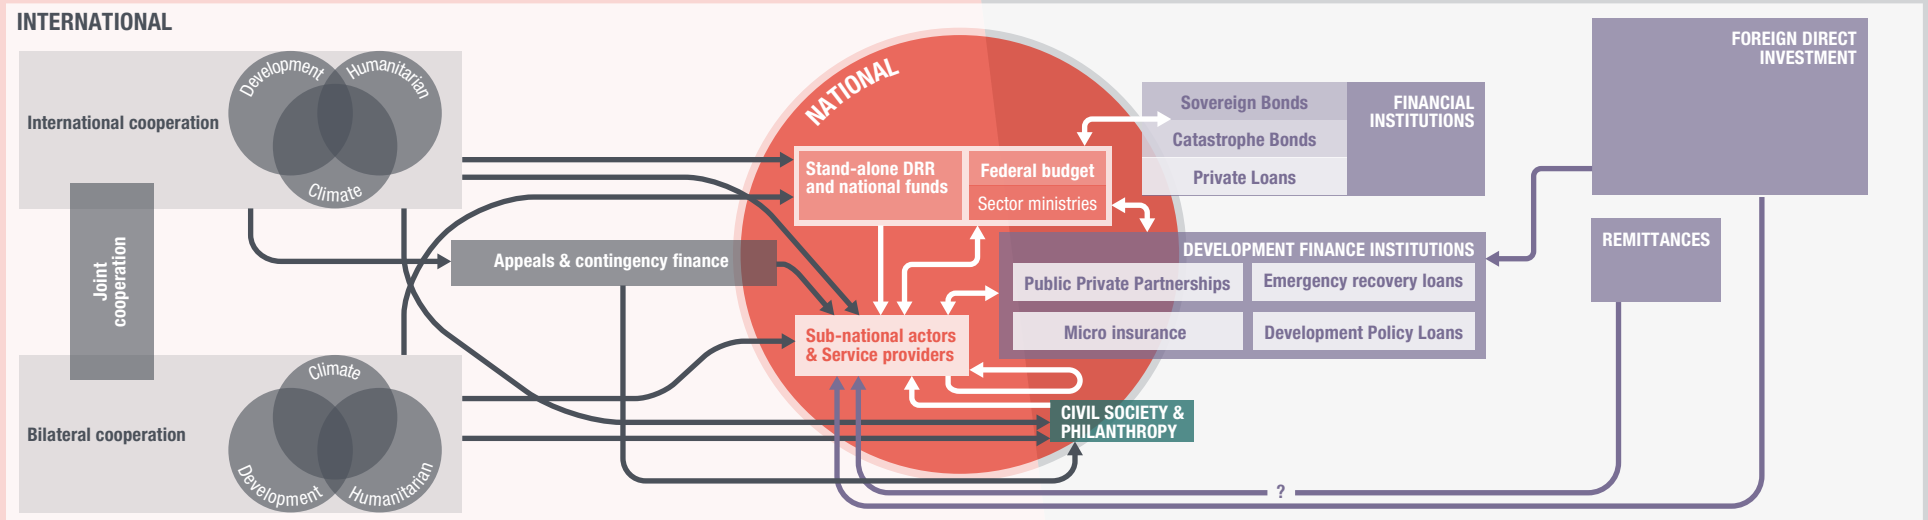 INTERNATIONAL
International cooperation
Development
Humanitarian
Climate
Joint
cooperation
Bilateral cooperation
Climate
Development
Humanitarian
Appeals & contingency finance
NATIONAL
Stand-alone DRR
and national funds
Federal budget
Sector ministries
Sub-national actors
& Service providers
CIVIL SOCIETY &
PHILANTHROPY
Sovereign Bonds
Catastrophe Bonds
Private Loans
FINANCIAL
INSTITUTIONS
DEVELOPMENT FINANCE INSTITUTIONS
Public Private Partnerships
Emergency recovery loans
Micro insurance
Development Policy Loans
FOREIGN DIRECT
INVESTMENT
REMITTANCES
?